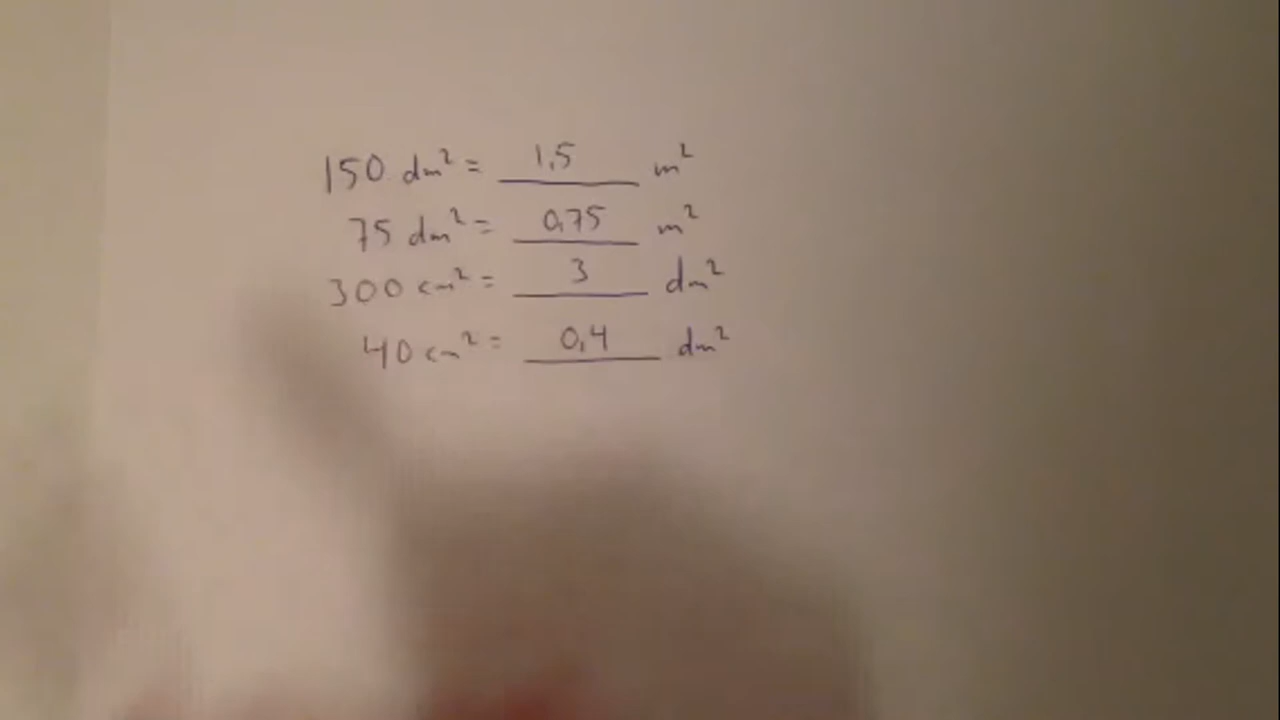 150 dm² = 1,5 m²
75 dm² = 0,75 m²
300 cm² = 3 dm²
40 cm² = 0,4 dm²